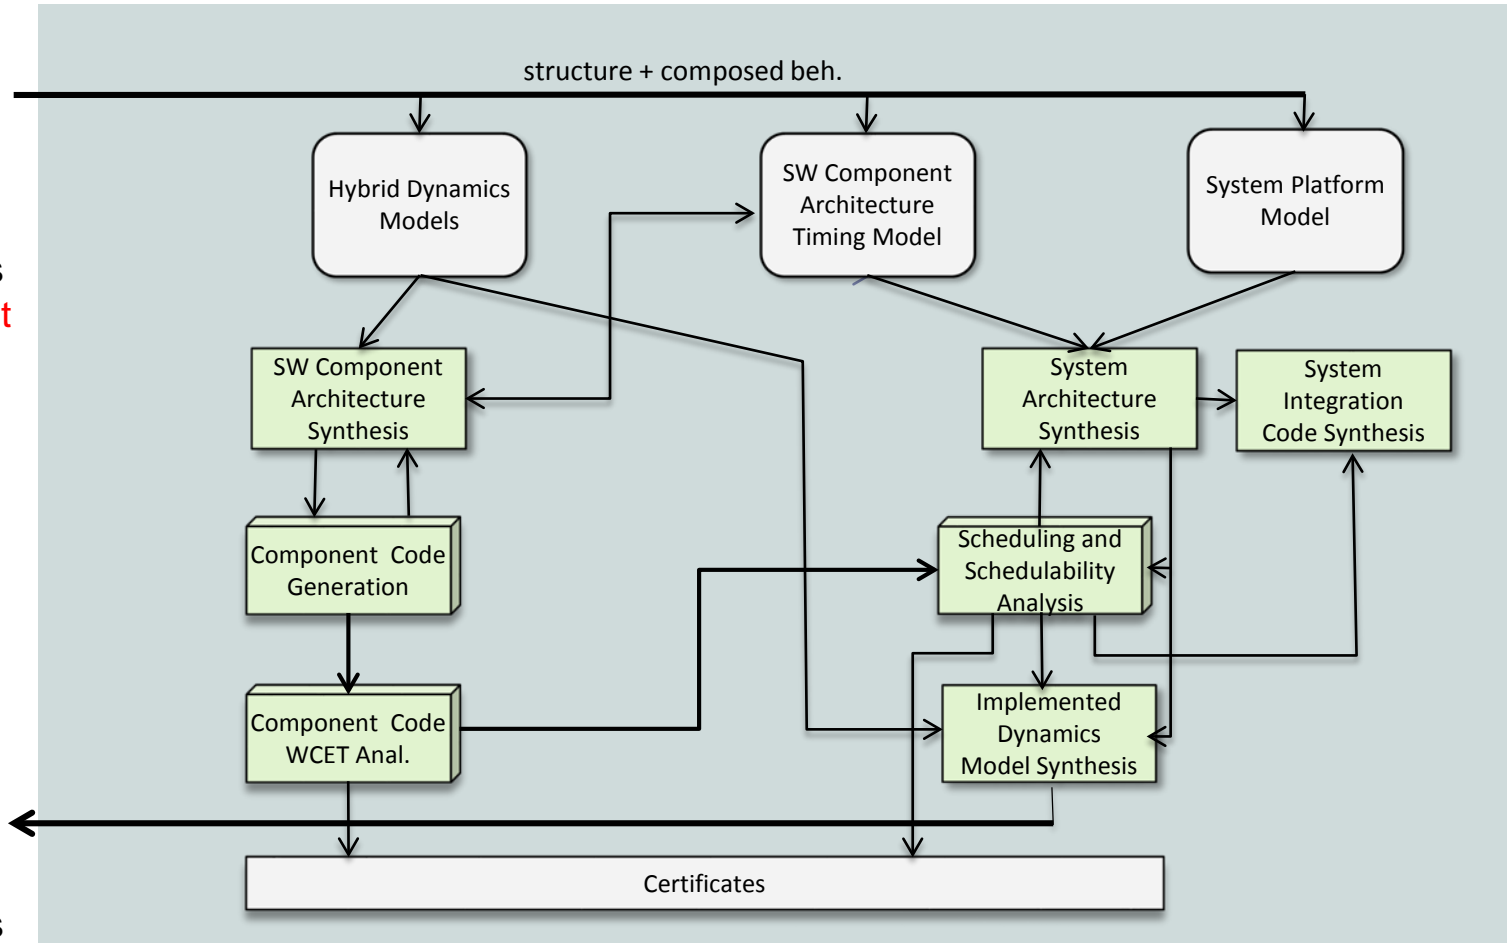 structure + composed beh.
Hybrid Dynamics
Models
SW Component
Architecture
Timing Model
System Platform
Model
s
t
SW Component
Architecture
Synthesis
System
Architecture
Synthesis
System
Integration
Code Synthesis
Component Code
Generation
Scheduling and
Schedulability
Analysis
Component Code
WCET Anal.
Implemented
Dynamics
Model Synthesis
Certificates
s